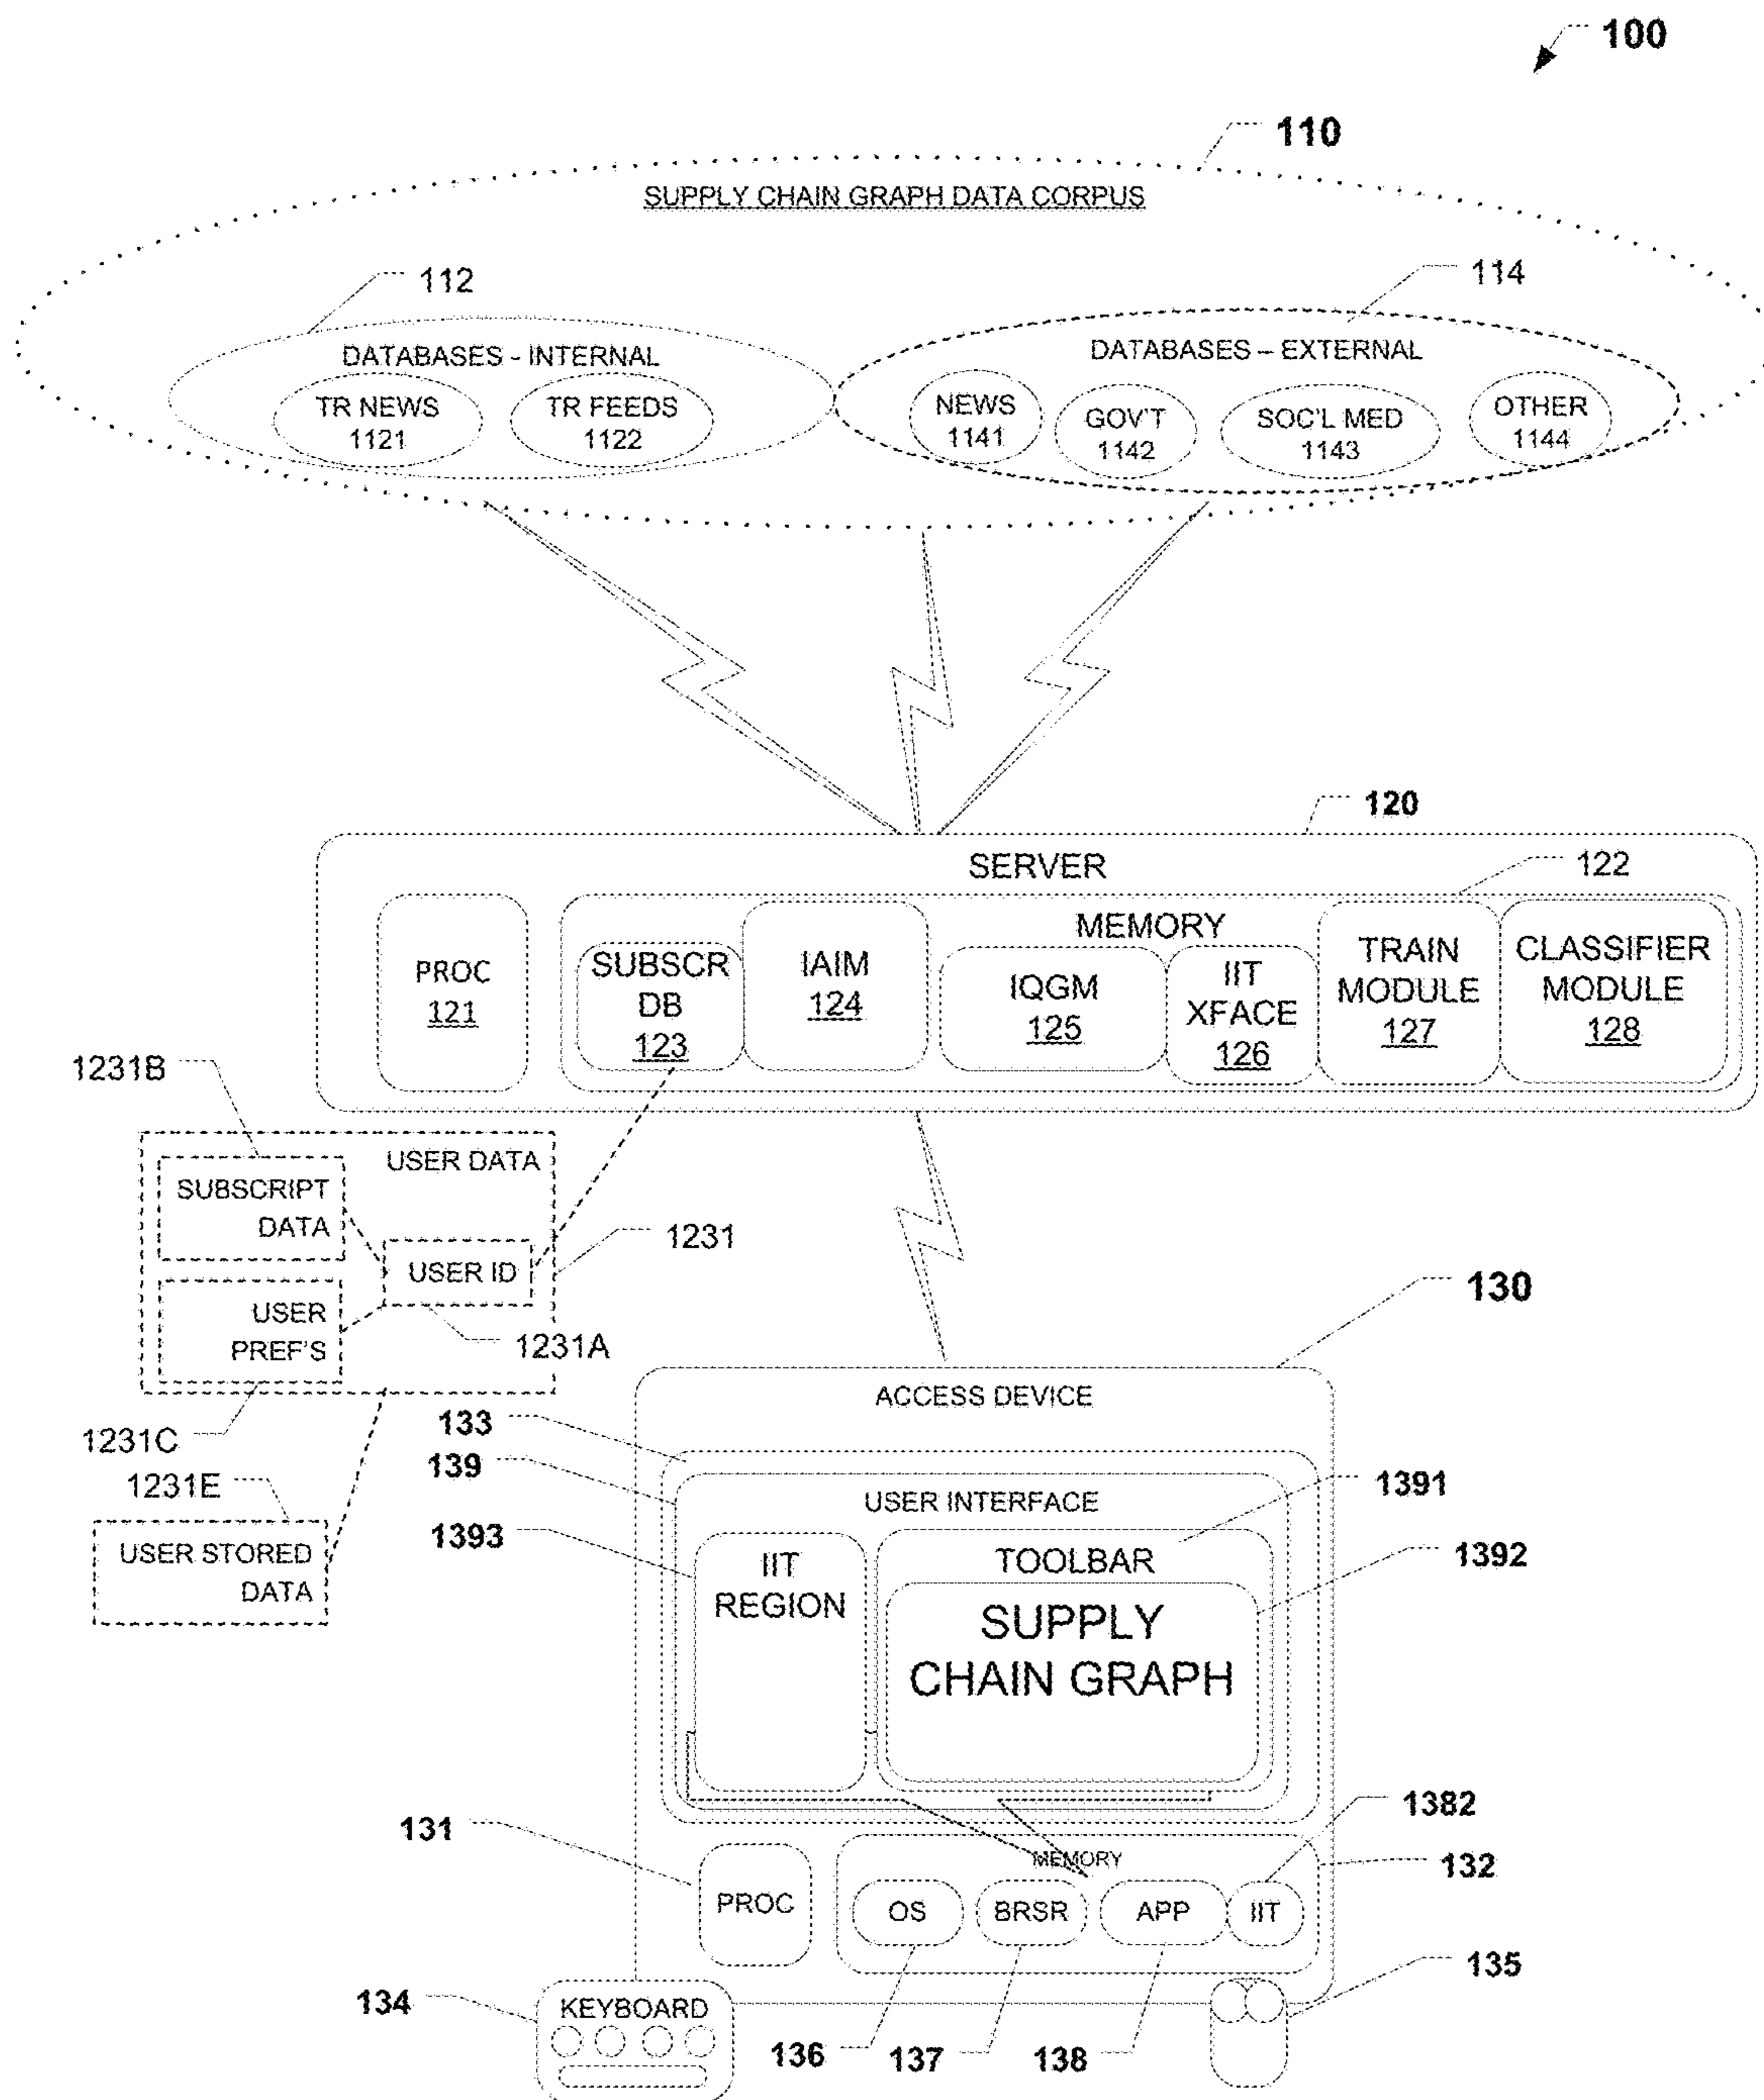 100
110
SUPPLY CHAIN GRAPH DATA CORPUS
112
114
DATABASES - INTERNAL
DATABASES – EXTERNAL
TR NEWS
1121
TR FEEDS
1122
NEWS
1141
GOV'T
1142
SOC'L MED
1143
OTHER
1144
120
SERVER
122
MEMORY
PROC
121
SUBSCR
DB
123
IAIM
124
IQGM
125
IIT
XFACE
126
TRAIN
MODULE
127
CLASSIFIER
MODULE
128
1231B
USER DATA
SUBSCRIPT
DATA
USER ID
1231
USER
PREF'S
1231A
1231C
1231E
USER STORED
DATA
130
ACCESS DEVICE
133
139
1393
USER INTERFACE
1391
1392
IIT
REGION
TOOLBAR
SUPPLY
CHAIN GRAPH
1382
131
132
PROC
MEMORY
OS
BRSR
APP
IIT
134
KEYBOARD
135
136
137
138